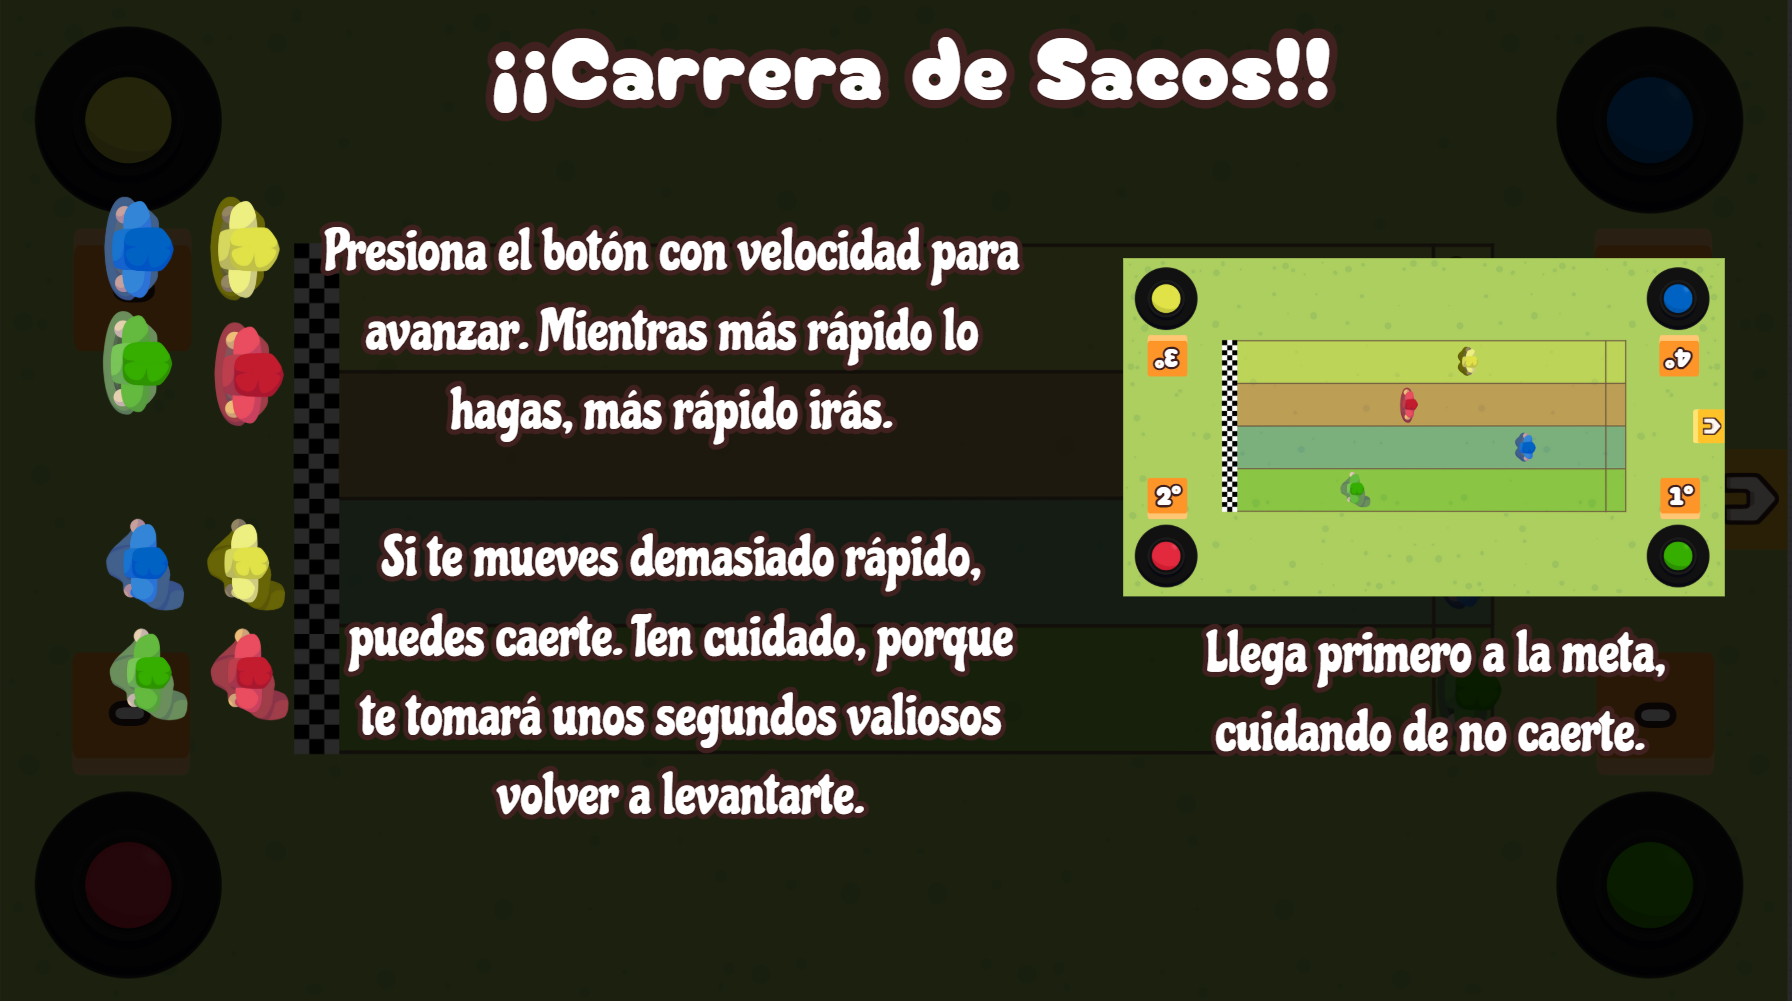 ¡¡Carrera de Sacos!!
Presiona el botón con velocidad para
avanzar. Mientras más rápido lo
hagas, más rápido irás.
Si te mueves demasiado rápido,
puedes caerte. Ten cuidado, porque
te tomará unos segundos valiosos
volver a levantarte.
3°
4°
2°
1°
Llega primero a la meta,
cuidando de no caerte.